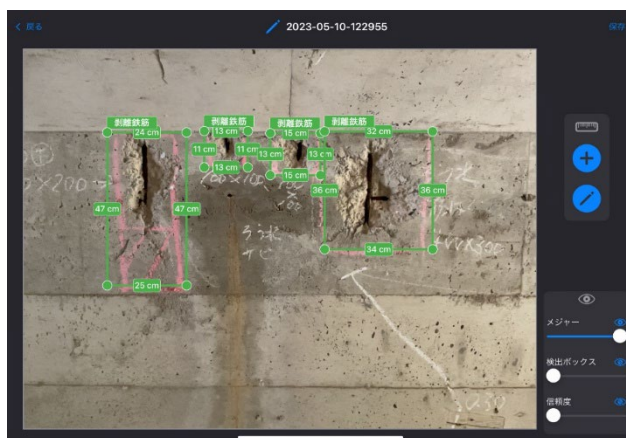 戻る
2023-05-10-122955
保存
剥離鉄筋
24 cm
47 cm
47 cm
25 cm
剥離鉄筋
13 cm
11 cm
11 cm
13 cm
剥離鉄筋
15 cm
13 cm
13 c
15 cm
剥離鉄筋
32 cm
36 cm
36 cm
34 cm
メジャー
検出ボックス
信頼度